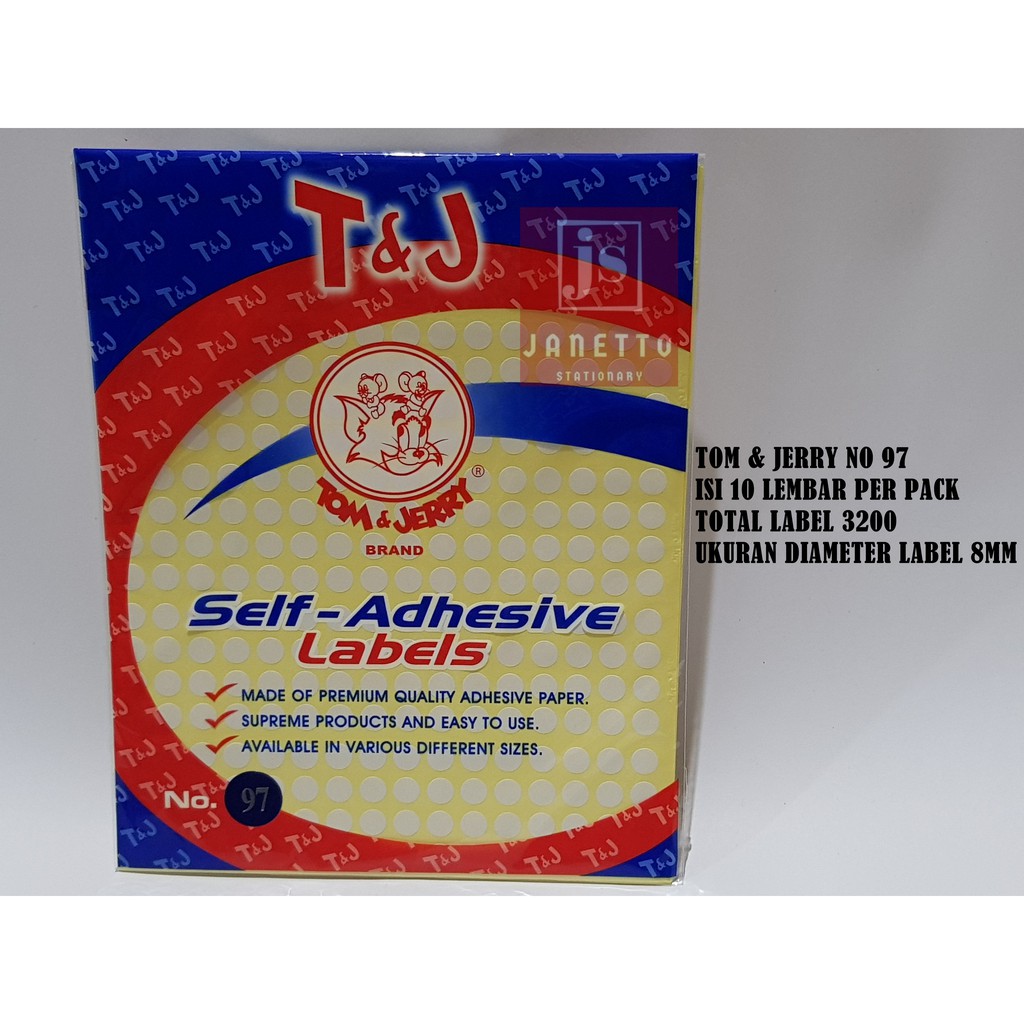 T&J
js
JANETTO
STATIONARY
TOM & JERRY
®
BRAND
Self-Adhesive
Labels
MADE OF PREMIUM QUALITY ADHESIVE PAPER.
SUPREME PRODUCTS AND EASY TO USE.
AVAILABLE IN VARIOUS DIFFERENT SIZES.
No. 97
TOM & JERRY NO 97
ISI 10 LEMBAR PER PACK
TOTAL LABEL 3200
UKURAN DIAMETER LABEL 8MM